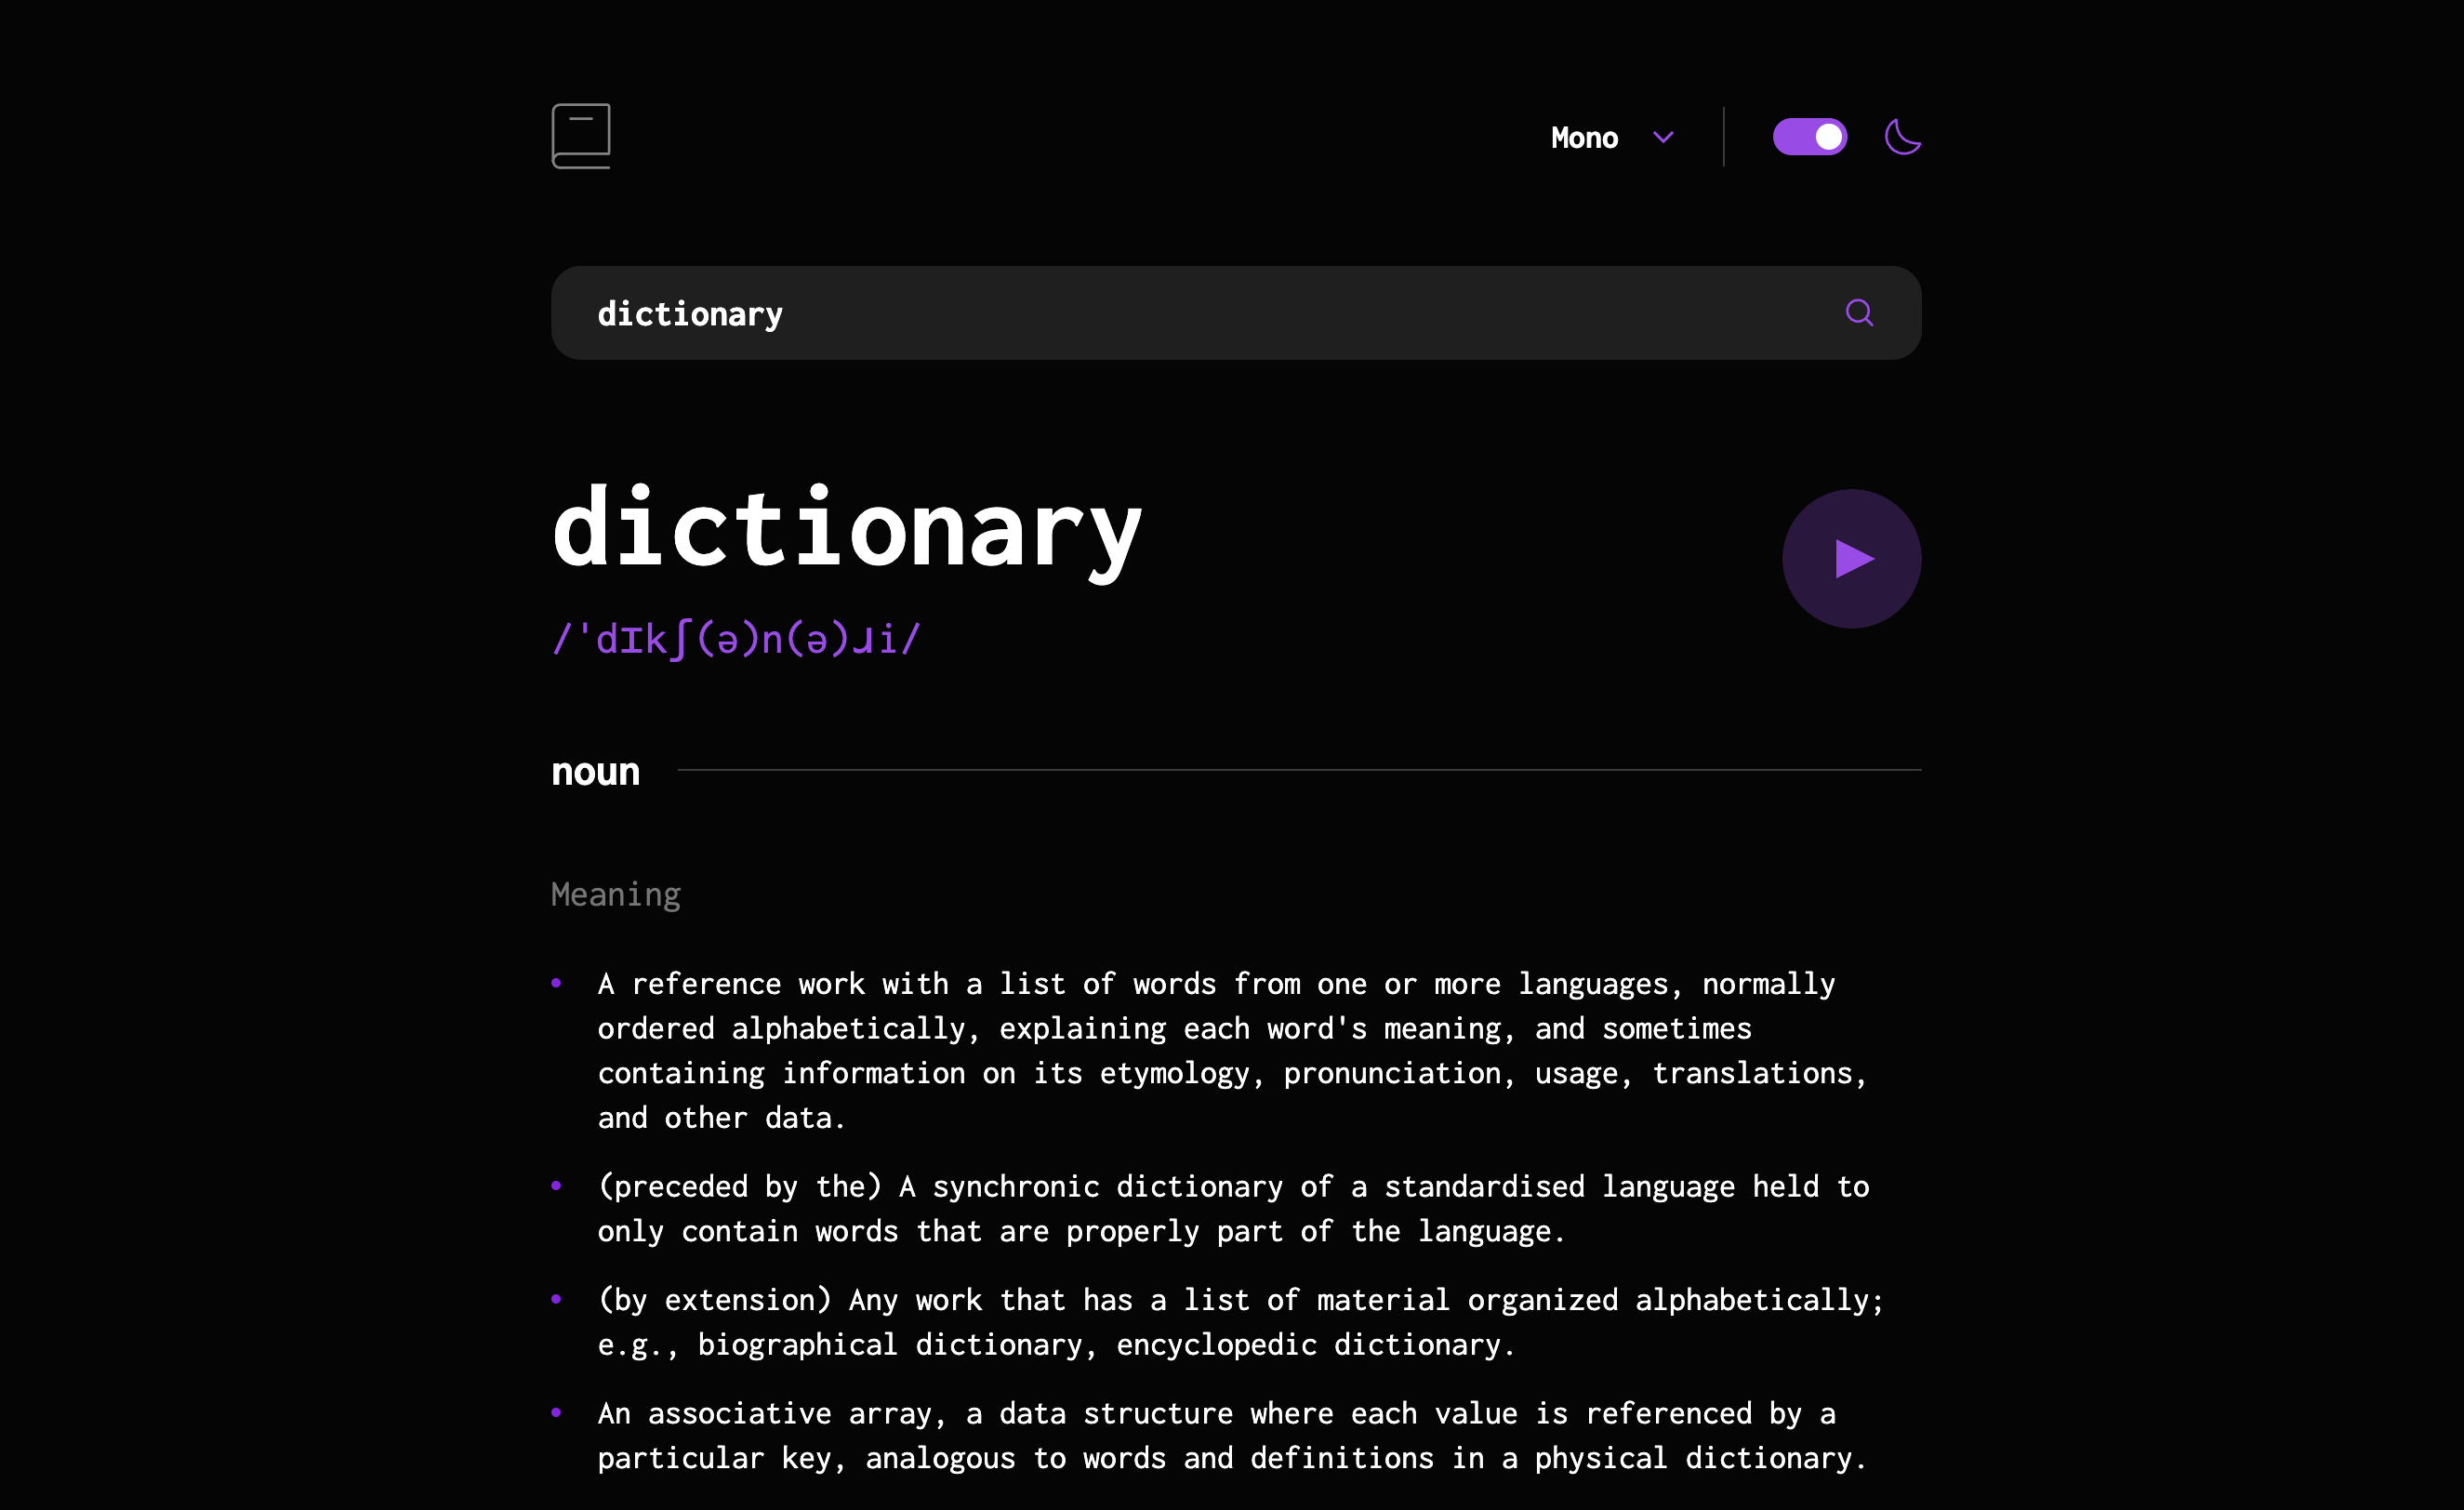 Mono
dictionary
dictionary
/ˈdɪkʃ(ə)n(ə)ɹi/
noun
Meaning
A reference work with a list of words from one or more languages, normally
ordered alphabetically, explaining each word's meaning, and sometimes
containing information on its etymology, pronunciation, usage, translations,
and other data.
(preceded by the) A synchronic dictionary of a standardised language held to
only contain words that are properly part of the language.
(by extension) Any work that has a list of material organized alphabetically;
e.g., biographical dictionary, encyclopedic dictionary.
An associative array, a data structure where each value is referenced by a
particular key, analogous to words and definitions in a physical dictionary.